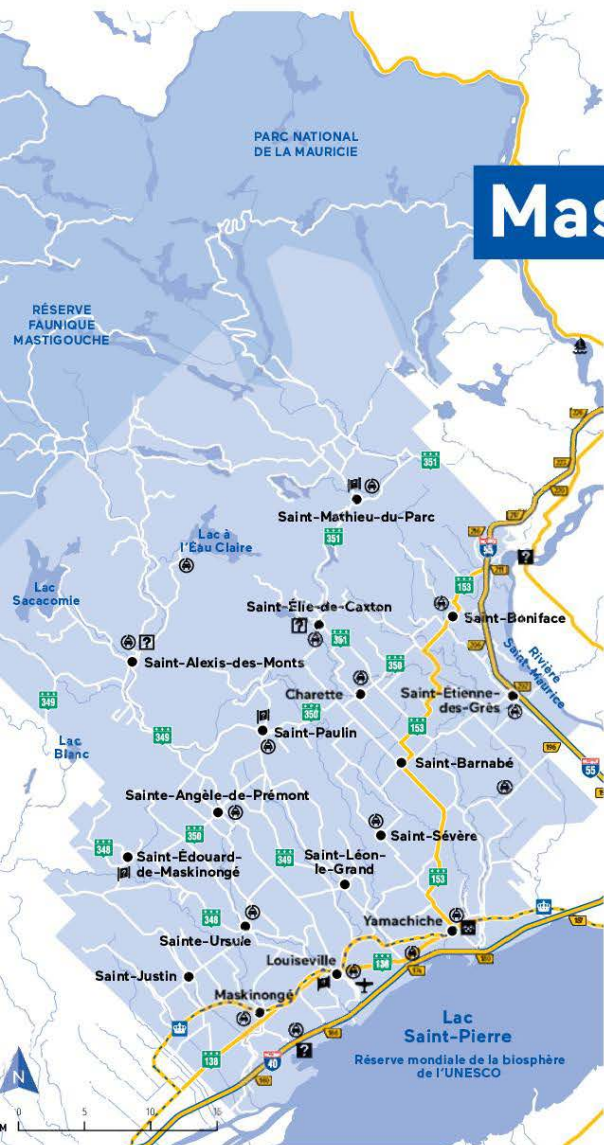 PARC NATIONAL
DE LA MAURICIE
Mas
RÉSERVE
FAUNIQUE
MASTIGOUCHE
351
Saint-Mathieu-du-Parc
351
Lac à
l'Eau Claire
55
Lac
Sacacomie
153
Saint-Élie-de-Caxton
?
Saint-Boniface
351
?
Saint-Alexis-des-Monts
350
Rivière
Saint-Maurice
349
Charette
Saint-Étienne-
des-Grès
350
153
349
Saint-Paulin
Lac
Blanc
196
55
Saint-Barnabé
Sainte-Angèle-de-Prémont
350
Saint-Sévère
348
Saint-Édouard-
de-Maskinongé
349
Saint-Léon-
le-Grand
153
348
Yamachiche
Sainte-Ursule
Louiseville
138
Saint-Justin
Maskinongé
Lac
Saint-Pierre
Réserve mondiale de la biosphère
de l'UNESCO
?
138
40
N
0 5 10 15